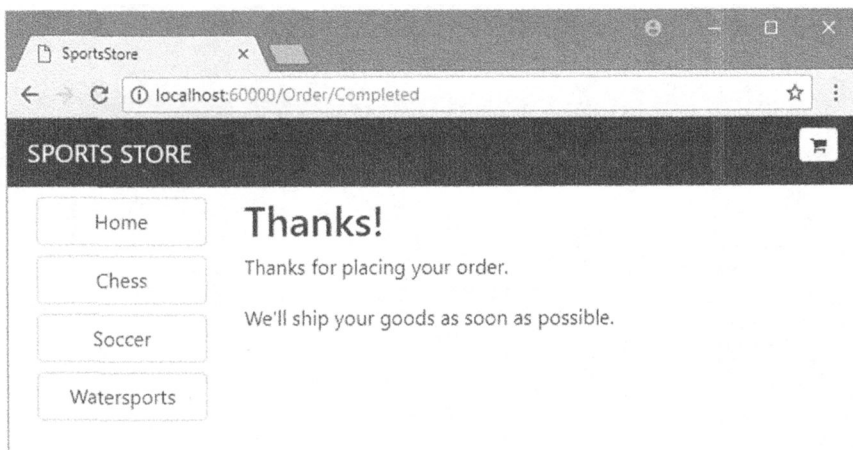 SportsStore
localhost:60000/Order/Completed
SPORTS STORE
Home
Thanks!
Thanks for placing your order.
Chess
We'll ship your goods as soon as possible.
Soccer
Watersports